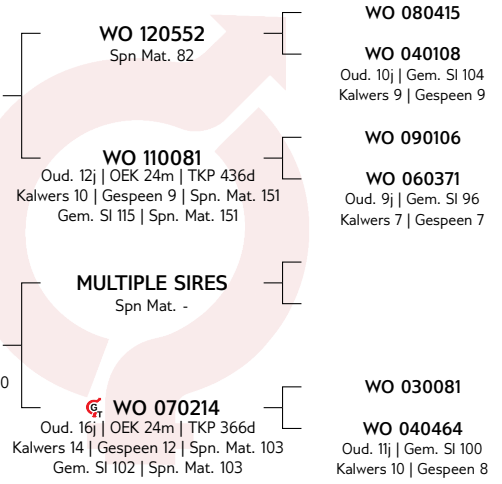 WO 080415
WO 120552
Spn Mat. 82
WO 040108
Oud. 10j | Gem. SI 104
Kalwers 9 | Gespeen 9
WO 090106
WO 110081
Oud. 12j | OEK 24m | TKP 436d
Kalwers 10 | Gespeen 9 | Spn. Mat. 151
Gem. SI 115 | Spn. Mat. 151
WO 060371
Oud. 9j | Gem. SI 96
Kalwers 7 | Gespeen 7
MULTIPLE SIRES
Spn Mat. -
0
WO 030081
GT WO 070214
Oud. 16j | OEK 24m | TKP 366d
Kalwers 14 | Gespeen 12 | Spn. Mat. 103
Gem. SI 102 | Spn. Mat. 103
WO 040464
Oud. 11j | Gem. SI 100
Kalwers 10 | Gespeen 8